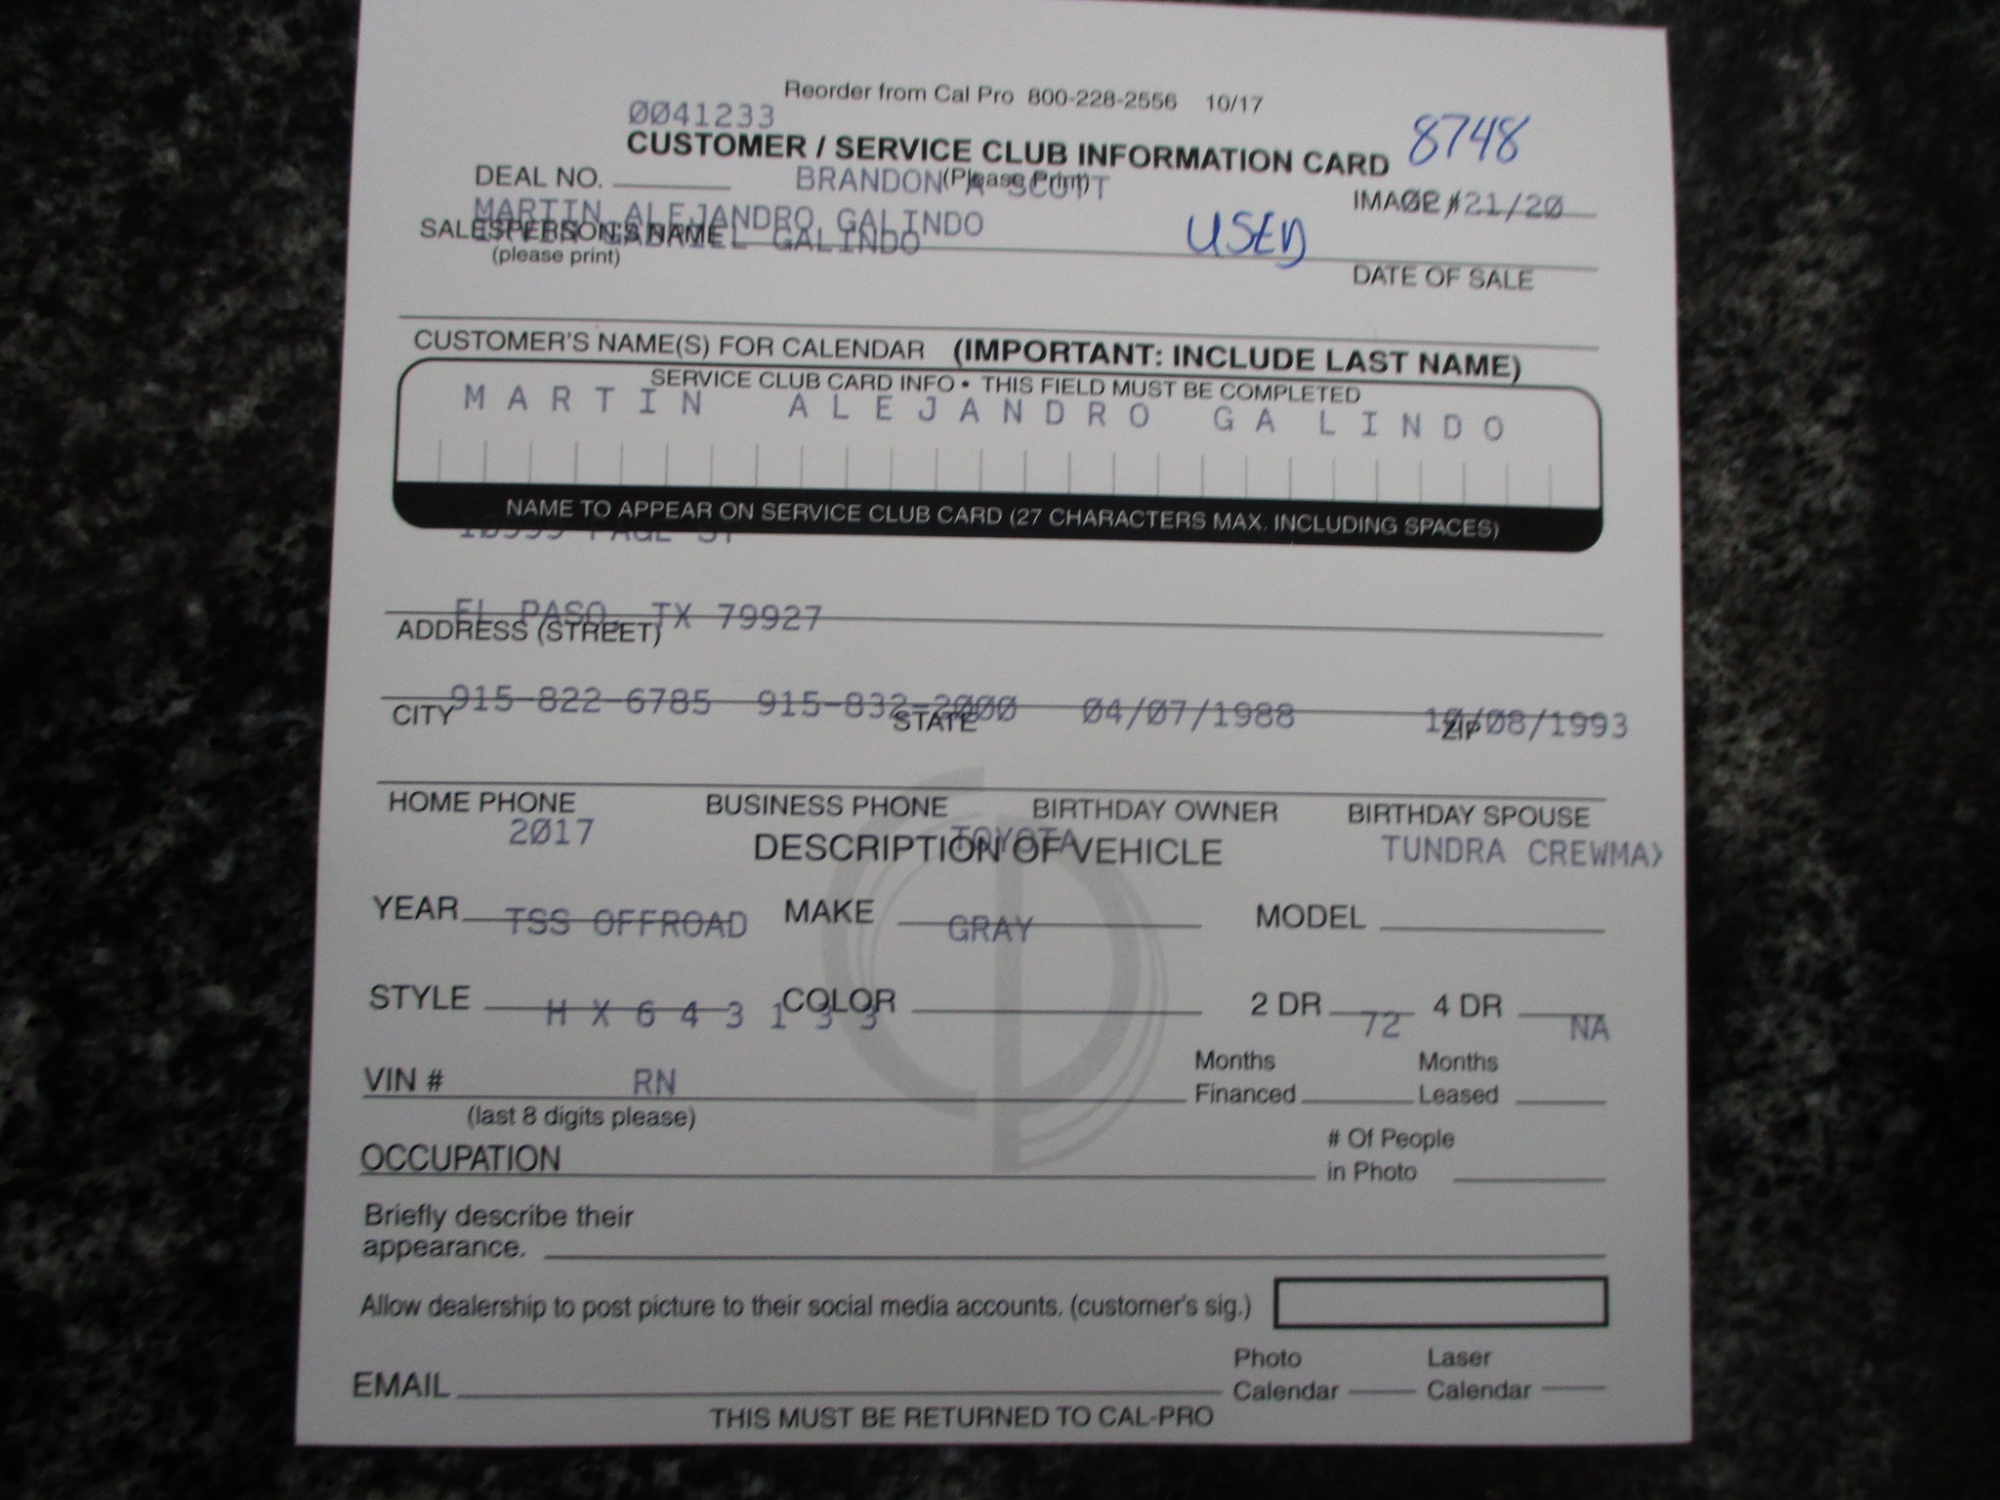 Reorder from Cal Pro 800-228-2556 10/17
0041233
CUSTOMER / SERVICE CLUB INFORMATION CARD 8748
DEAL NO. BRANDON A SCOTT (Please Print)
IMAGE # 21/20
MARTIN ALEJANDRO GALINDO
SALESPERSON'S NAME GALINDO USED
(please print) DATE OF SALE
CUSTOMER'S NAME(S) FOR CALENDAR (IMPORTANT: INCLUDE LAST NAME)
SERVICE CLUB CARD INFO • THIS FIELD MUST BE COMPLETED
MARTIN ALEJANDRO GALINDO
NAME TO APPEAR ON SERVICE CLUB CARD (27 CHARACTERS MAX. INCLUDING SPACES)
PAGE ST
EL PASO, TX 79927
ADDRESS (STREET)
915-822-6785 915-832-2000 04/07/1988 /08/1993
CITY STATE ZIP
HOME PHONE BUSINESS PHONE BIRTHDAY OWNER BIRTHDAY SPOUSE
2017 TOYOTA TUNDRA CREWMAX
DESCRIPTION OF VEHICLE
YEAR TSS OFFROAD MAKE GRAY MODEL
STYLE HX643133 COLOR 2 DR 72 4 DR NA
VIN # RN Months Financed Months Leased
(last 8 digits please)
OCCUPATION # Of People in Photo
Briefly describe their
appearance.
Allow dealership to post picture to their social media accounts. (customer's sig.)
EMAIL Photo Calendar Laser Calendar
THIS MUST BE RETURNED TO CAL-PRO